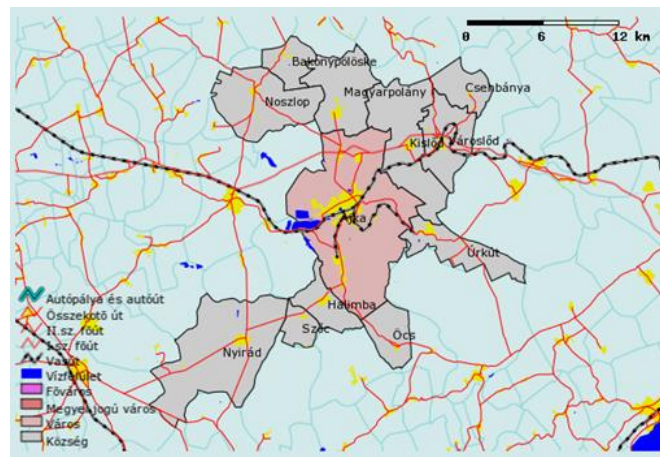 0 6 12 km
Bakonypölöske
Noszlop
Magyarpolány
Csehbánya
Kislőd
Városlőd
Ajka
Úrkút
Halimba
Szőc
Öcs
Nyirád
Autópálya és autóút
Összekotő út
II.sz. főút
I.sz. főút
Vasút
Vízfelület
Főváros
Megyei jogú város
Város
Község